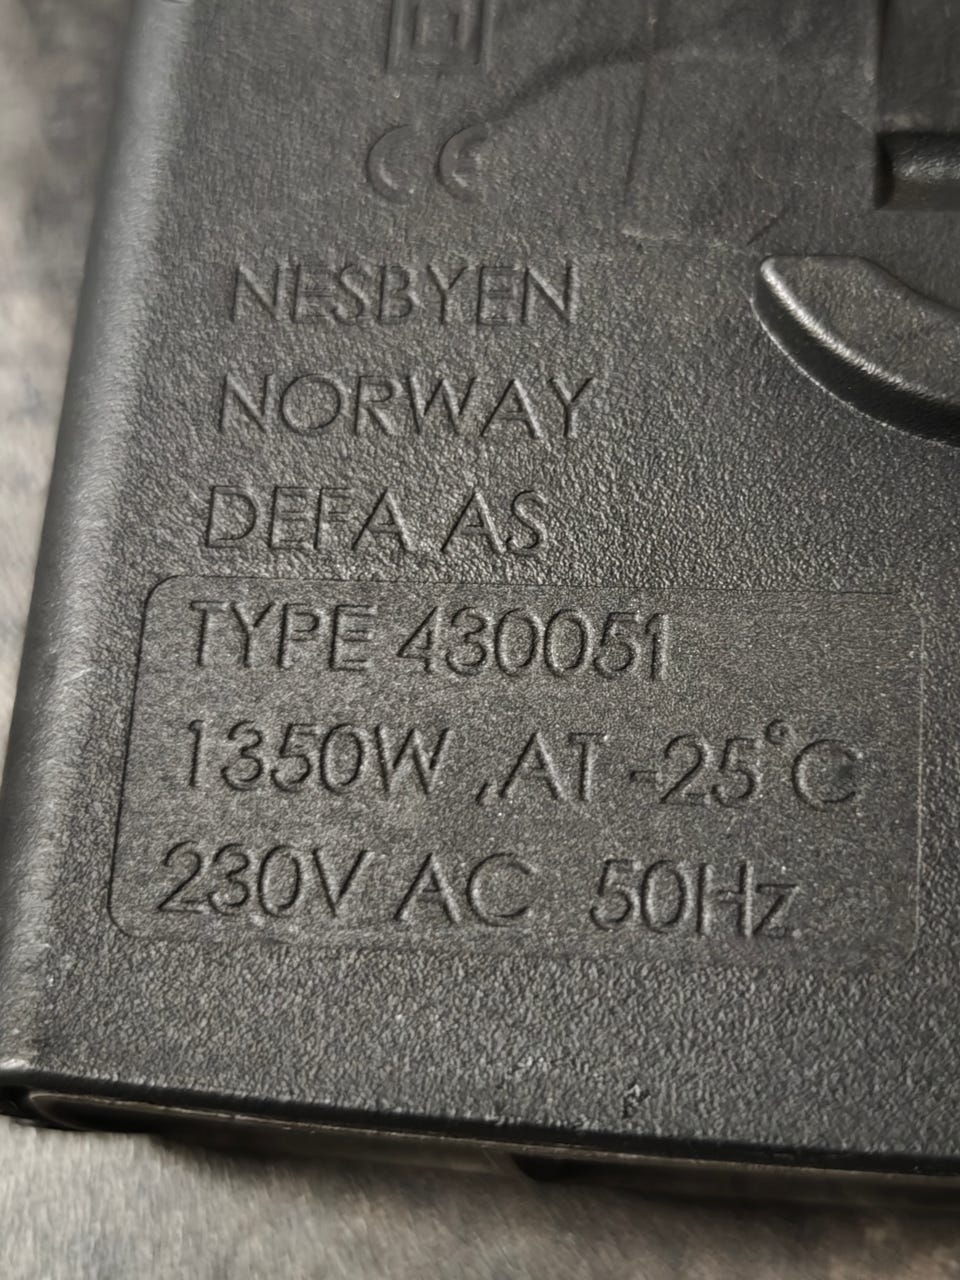 CE
NESBYEN
NORWAY
DEFA AS
TYPE 430051
1350W ,AT -25°C
230V AC 50Hz